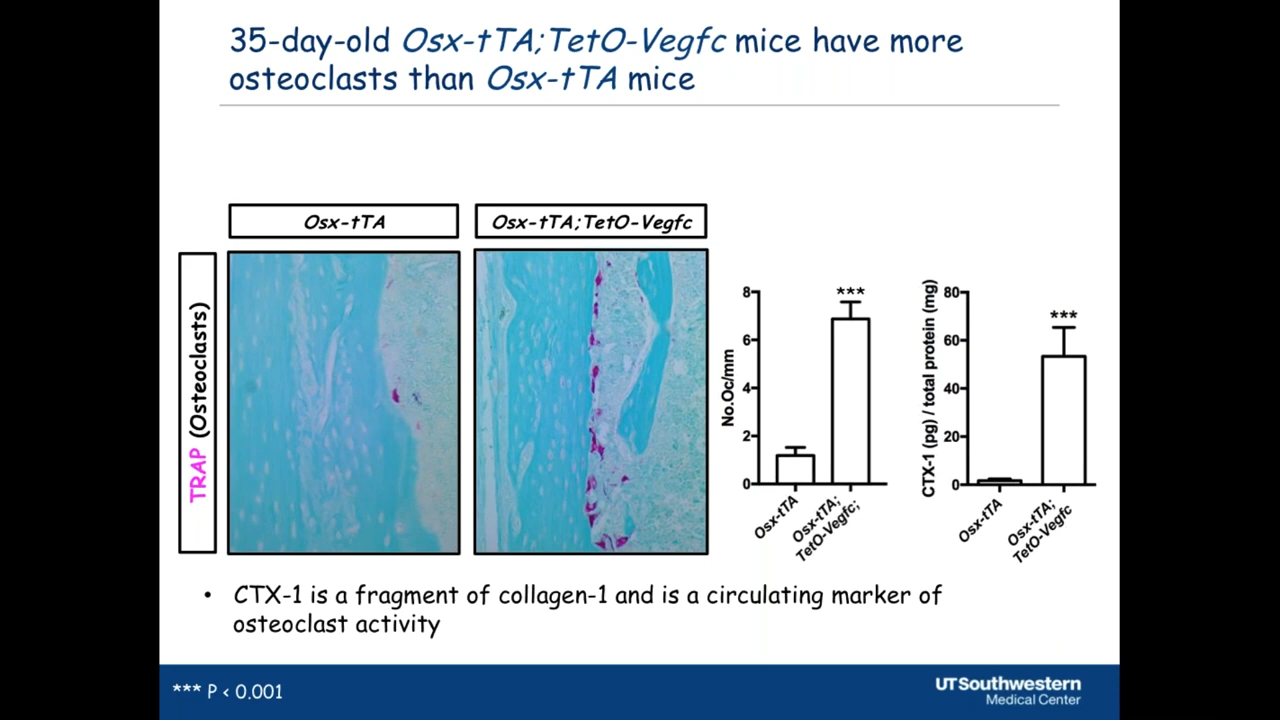 35-day-old Osx-tTA;TetO-Vegfc mice have more
osteoclasts than Osx-tTA mice
Osx-tTA
Osx-tTA;TetO-Vegfc
TRAP (Osteoclasts)
No.Oc/mm
8
6
4
2
0
***
Osx-tTA
Osx-tTA;
TetO-Vegfc;
CTX-1 (pg) / total protein (mg)
80
60
40
20
0
***
Osx-tTA
Osx-tTA;
TetO-Vegfc
• CTX-1 is a fragment of collagen-1 and is a circulating marker of
osteoclast activity
*** P < 0.001
UTSouthwestern
Medical Center